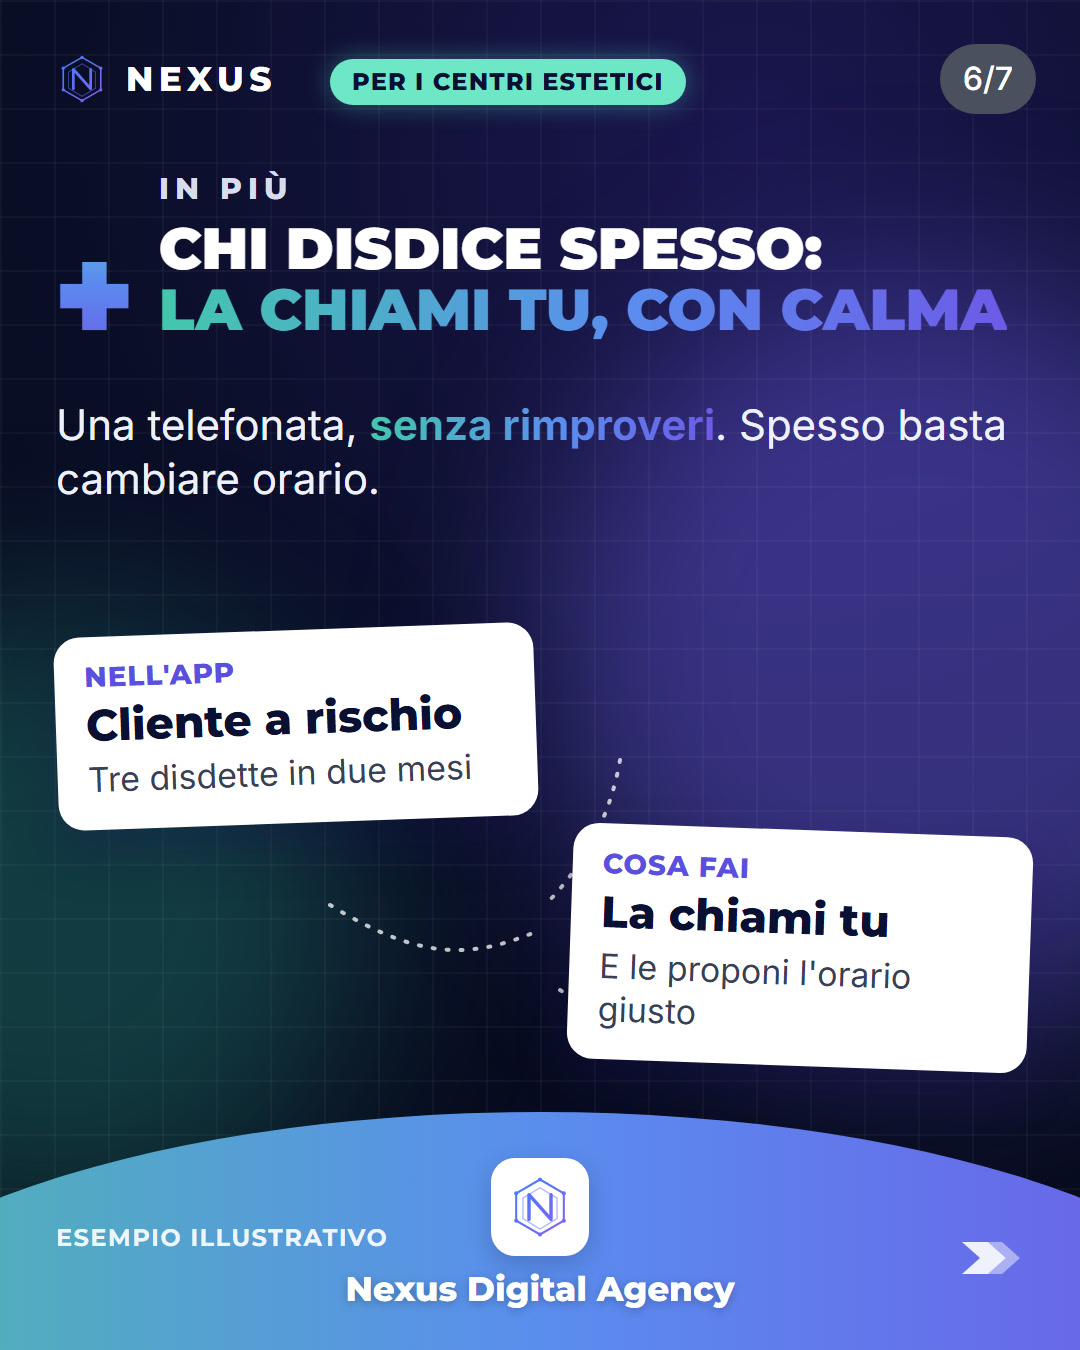 NEXUS
PER I CENTRI ESTETICI
6/7
IN PIÙ
CHI DISDICE SPESSO:
LA CHIAMI TU, CON CALMA
Una telefonata, senza rimproveri. Spesso basta
cambiare orario.
NELL'APP
Cliente a rischio
Tre disdette in due mesi
COSA FAI
La chiami tu
E le proponi l'orario
giusto
ESEMPIO ILLUSTRATIVO
Nexus Digital Agency